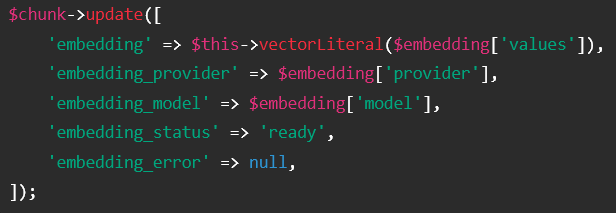 $chunk->update([
    'embedding' => $this->vectorLiteral($embedding['values']),
    'embedding_provider' => $embedding['provider'],
    'embedding_model' => $embedding['model'],
    'embedding_status' => 'ready',
    'embedding_error' => null,
]);